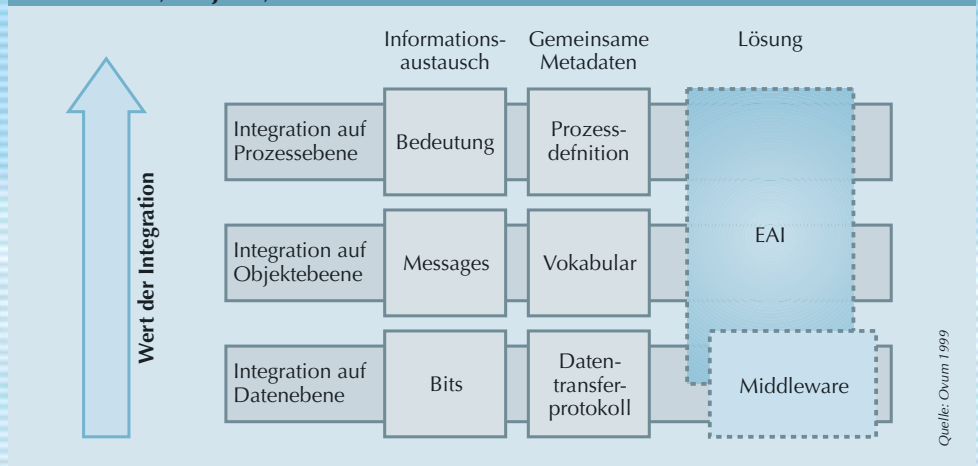 Informations-
austausch
Gemeinsame
Metadaten
Lösung
Wert der Integration
Integration auf
Prozessebene
Bedeutung
Prozess-
defnition
Integration auf
Objektebeene
Messages
Vokabular
EAI
Integration auf
Datenebene
Bits
Daten-
transfer-
protokoll
Middleware
Quelle: Ovum 1999